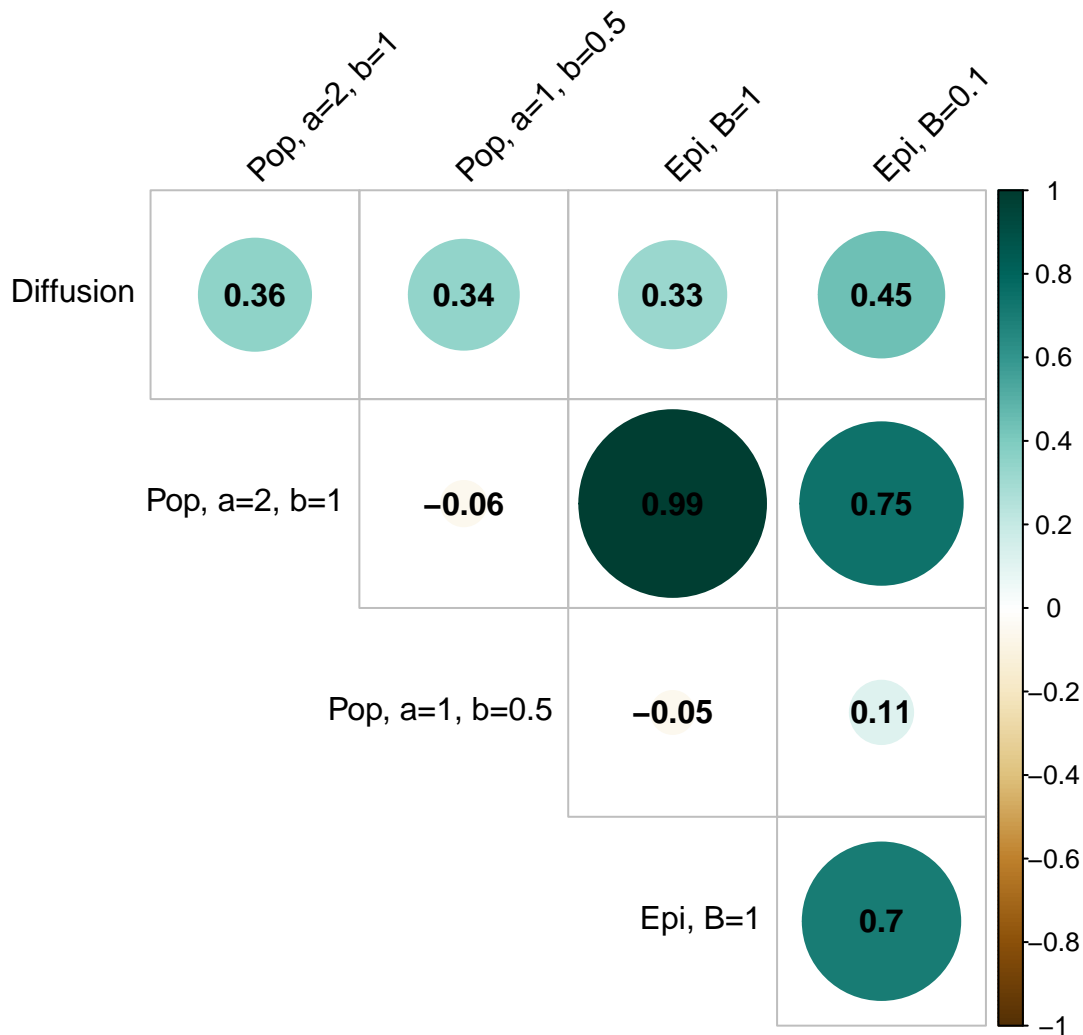 Pop, a=2, b=1
Pop, a=1, b=0.5
Epi, B=1
Epi, B=0.1
Diffusion
0.36
0.34
0.33
0.45
Pop, a=2, b=1
−0.06
0.99
0.75
Pop, a=1, b=0.5
−0.05
0.11
Epi, B=1
0.7
1
0.8
0.6
0.4
0.2
0
−0.2
−0.4
−0.6
−0.8
−1